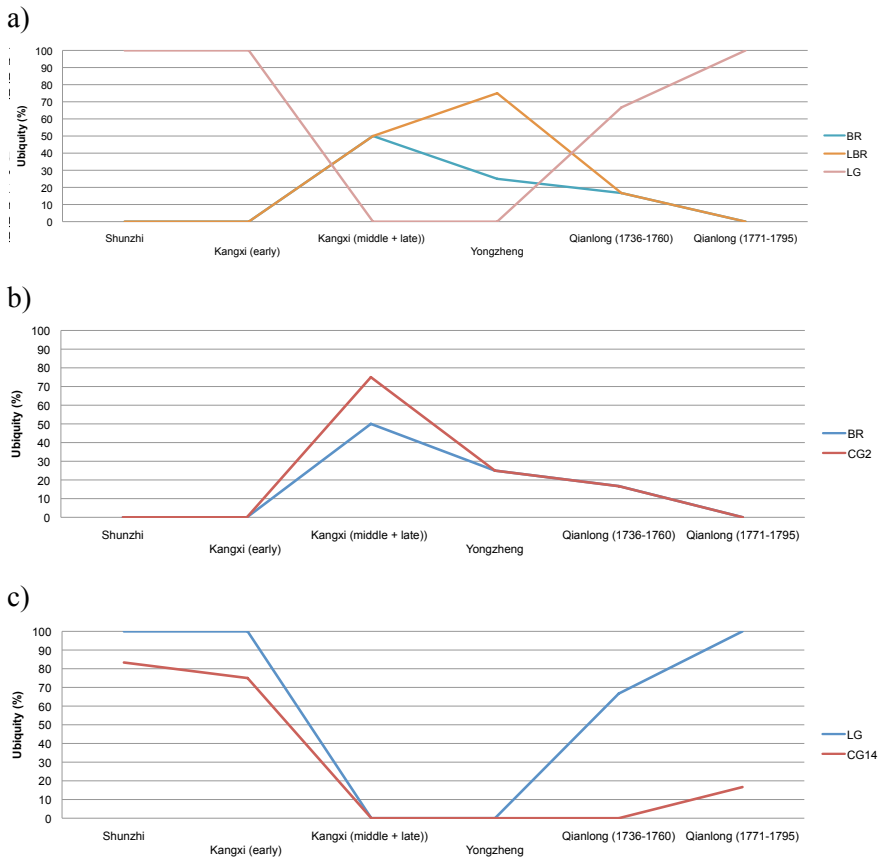 a)
100
90
80
70
60
50
40
30
20
10
0
Ubiquity (%)
Shunzhi
Kangxi (early)
Kangxi (middle + late))
Yongzheng
Qianlong (1736-1760)
Qianlong (1771-1795)
BR
LBR
LG
b)
100
90
80
70
60
50
40
30
20
10
0
Ubiquity (%)
Shunzhi
Kangxi (early)
Kangxi (middle + late))
Yongzheng
Qianlong (1736-1760)
Qianlong (1771-1795)
BR
CG2
c)
100
90
80
70
60
50
40
30
20
10
0
Ubiquity (%)
Shunzhi
Kangxi (early)
Kangxi (middle + late))
Yongzheng
Qianlong (1736-1760)
Qianlong (1771-1795)
LG
CG14